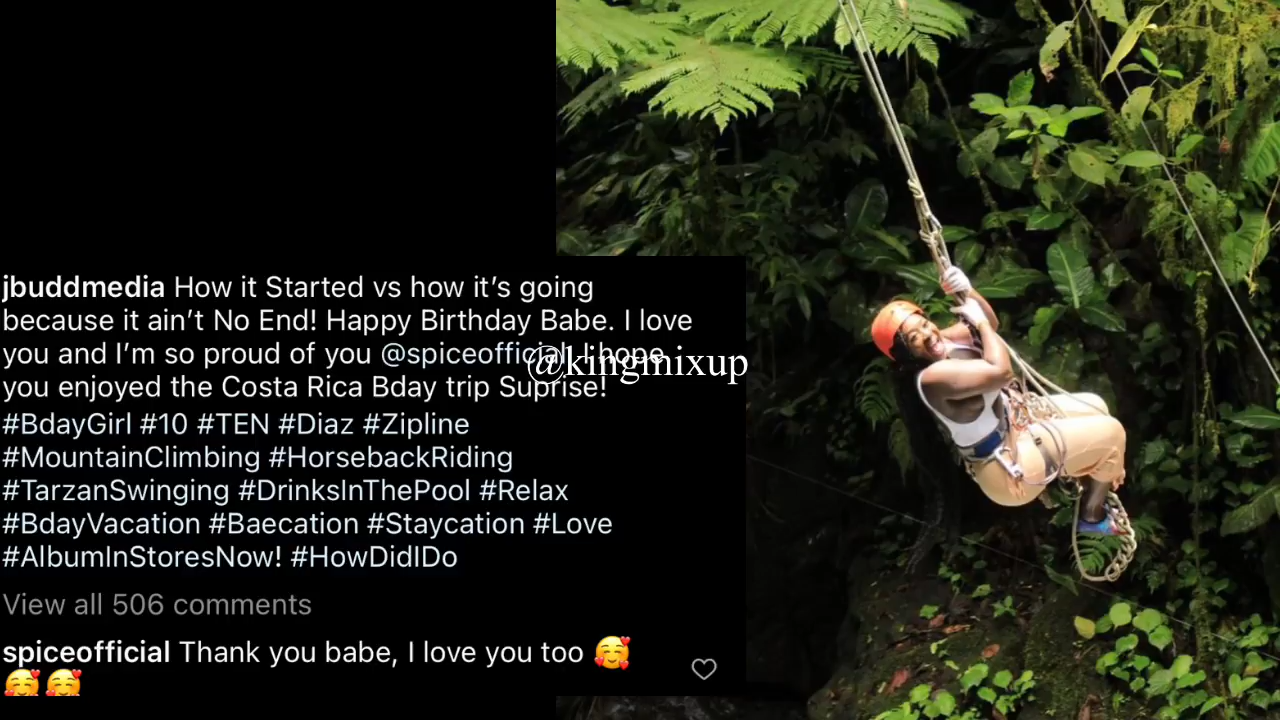 jbuddmedia How it Started vs how it’s going
because it ain’t No End! Happy Birthday Babe. I love
you and I’m so proud of you @spiceofficial I hope
@kingmixup
you enjoyed the Costa Rica Bday trip Suprise!
#BdayGirl #10 #TEN #Diaz #Zipline
#MountainClimbing #HorsebackRiding
#TarzanSwinging #DrinksInThePool #Relax
#BdayVacation #Baecation #Staycation #Love
#AlbumInStoresNow! #HowDidIDo
View all 506 comments
spiceofficial Thank you babe, I love you too 🥰
🥰🥰